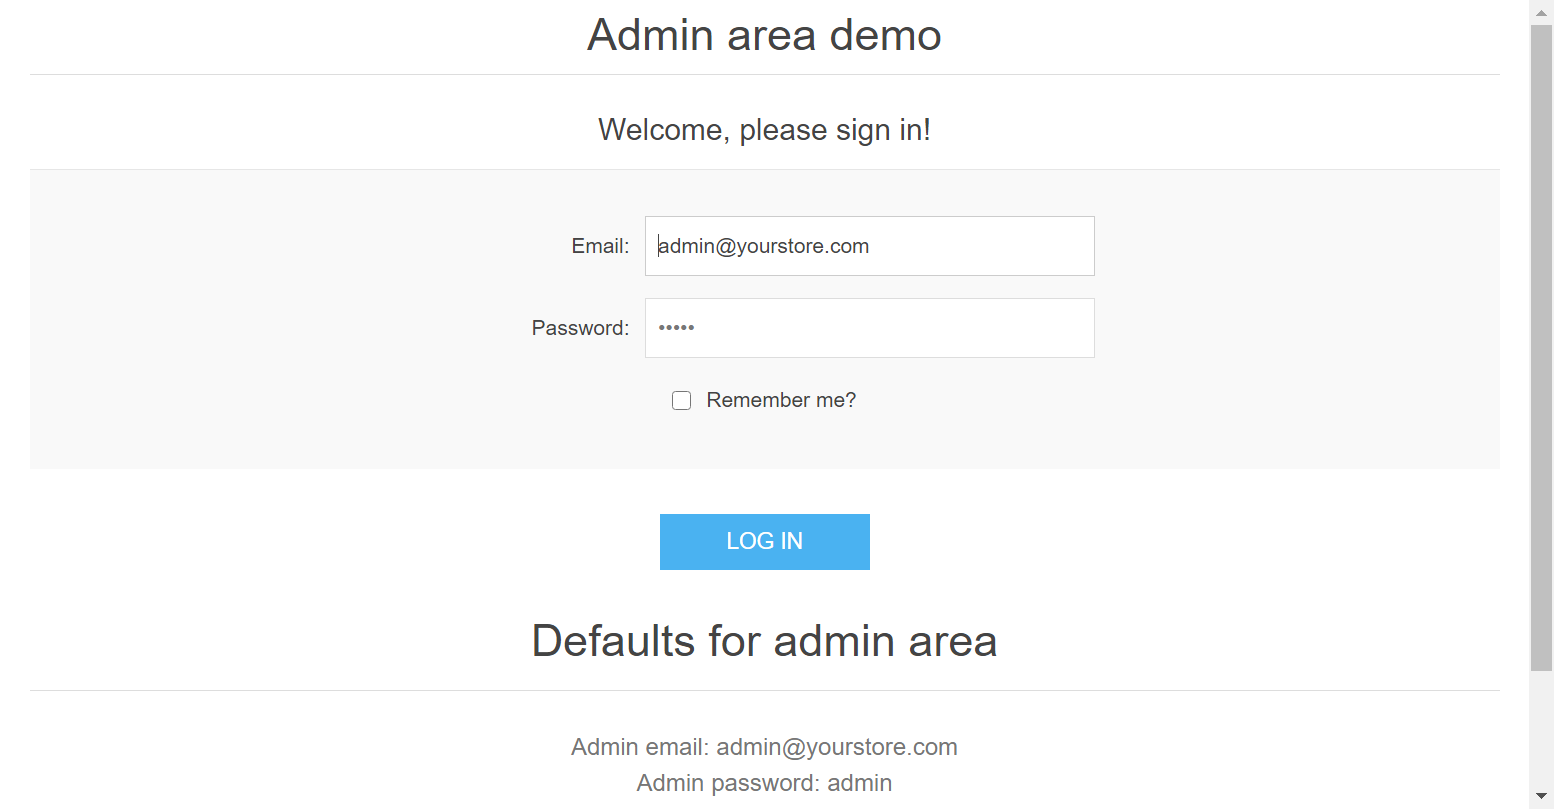 Admin area demo
Welcome, please sign in!
Email: admin@yourstore.com
Password: •••••
Remember me?
LOG IN
Defaults for admin area
Admin email: admin@yourstore.com
Admin password: admin